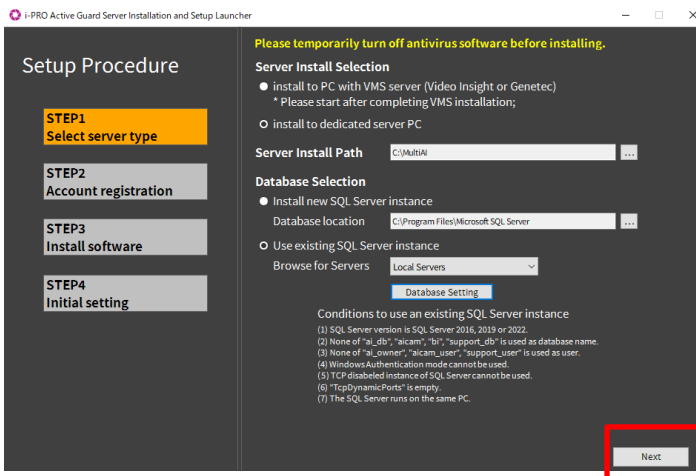 i-PRO Active Guard Server Installation and Setup Launcher
Setup Procedure
STEP1
Select server type
STEP2
Account registration
STEP3
Install software
STEP4
Initial setting
Please temporarily turn off antivirus software before installing.
Server Install Selection
install to PC with VMS server (Video Insight or Genetec)
* Please start after completing VMS installation;
install to dedicated server PC
Server Install Path C:\MultiAI ...
Database Selection
Install new SQL Server instance
Database location C:\Program Files\Microsoft SQL Server ...
Use existing SQL Server instance
Browse for Servers Local Servers
Database Setting
Conditions to use an existing SQL Server instance
(1) SQL Server version is SQL Server 2016, 2019 or 2022.
(2) None of "ai_db", "aicam", "bi", "support_db" is used as database name.
(3) None of "ai_owner", "aicam_user", "support_user" is used as user.
(4) Windows Authentication mode cannot be used.
(5) TCP disabeled instance of SQL Server cannot be used.
(6) "TcpDynamicPorts" is empty.
(7) The SQL Server runs on the same PC.
Next